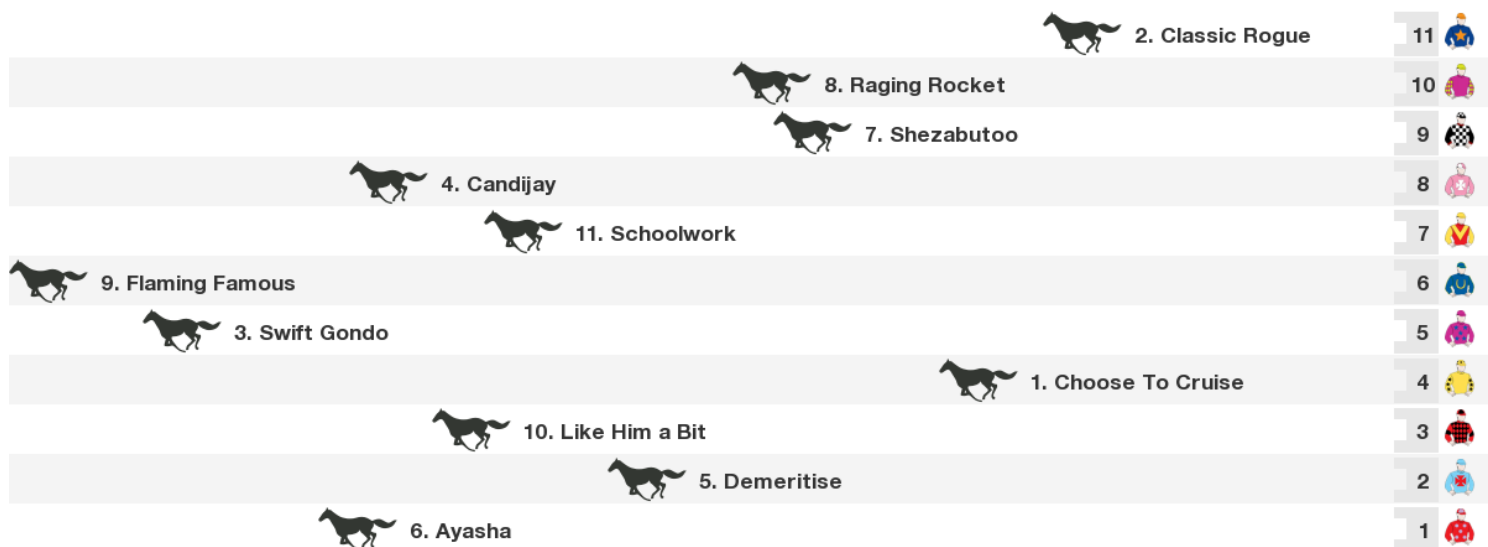 2. Classic Rogue 11
8. Raging Rocket 10
7. Shezabutoo 9
4. Candijay 8
11. Schoolwork 7
9. Flaming Famous 6
3. Swift Gondo 5
1. Choose To Cruise 4
10. Like Him a Bit 3
5. Demeritise 2
6. Ayasha 1